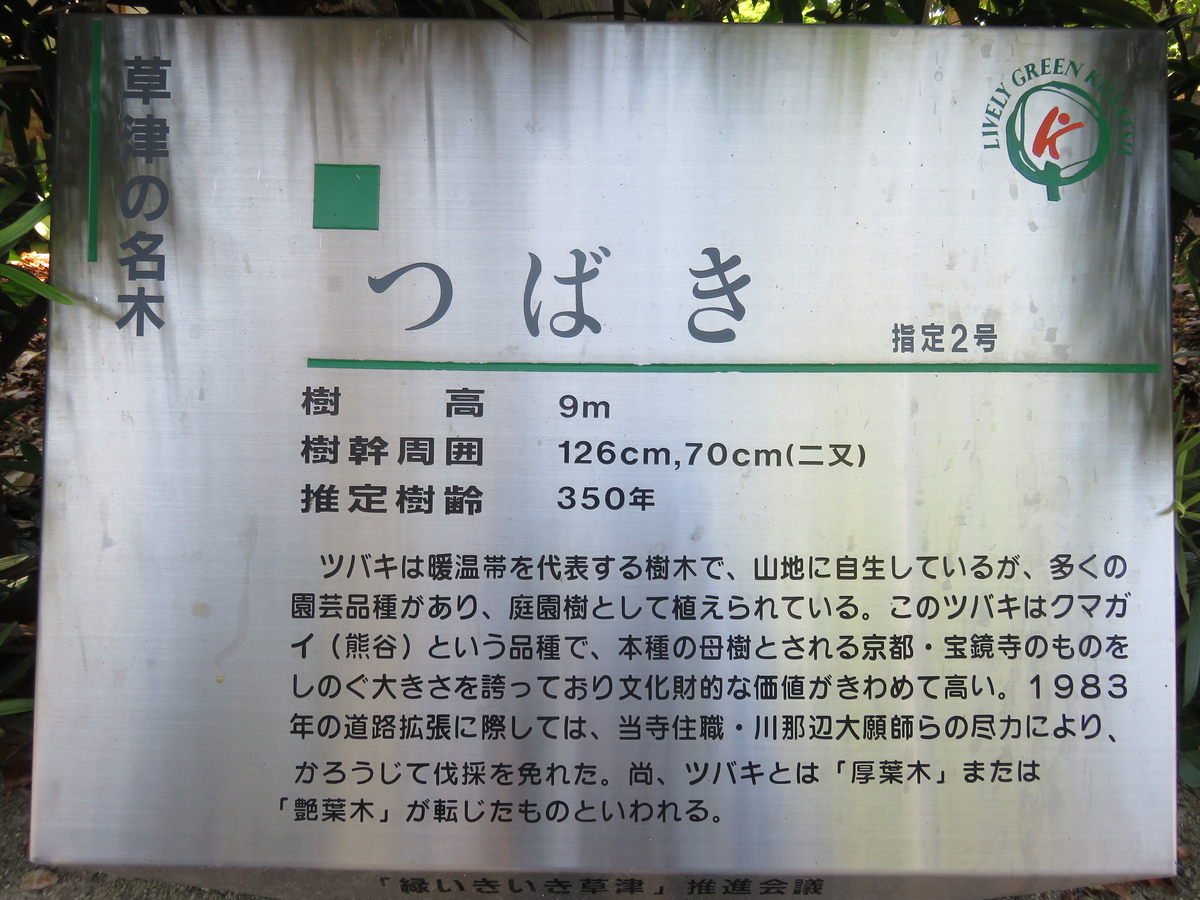 草津の名木
LIVELY GREEN KUSATSU
つばき
指定2号
樹高 9m
樹幹周囲 126cm,70cm(二又)
推定樹齢 350年
ツバキは暖温帯を代表する樹木で、山地に自生しているが、多くの
園芸品種があり、庭園樹として植えられている。このツバキはクマガ
イ（熊谷）という品種で、本種の母樹とされる京都・宝鏡寺のものを
しのぐ大きさを誇っており文化財的な価値がきわめて高い。1983
年の道路拡張に際しては、当寺住職・川那辺大願師らの尽力により、
かろうじて伐採を免れた。尚、ツバキとは「厚葉木」または
「艶葉木」が転じたものといわれる。
「緑いきいき草津」推進会議